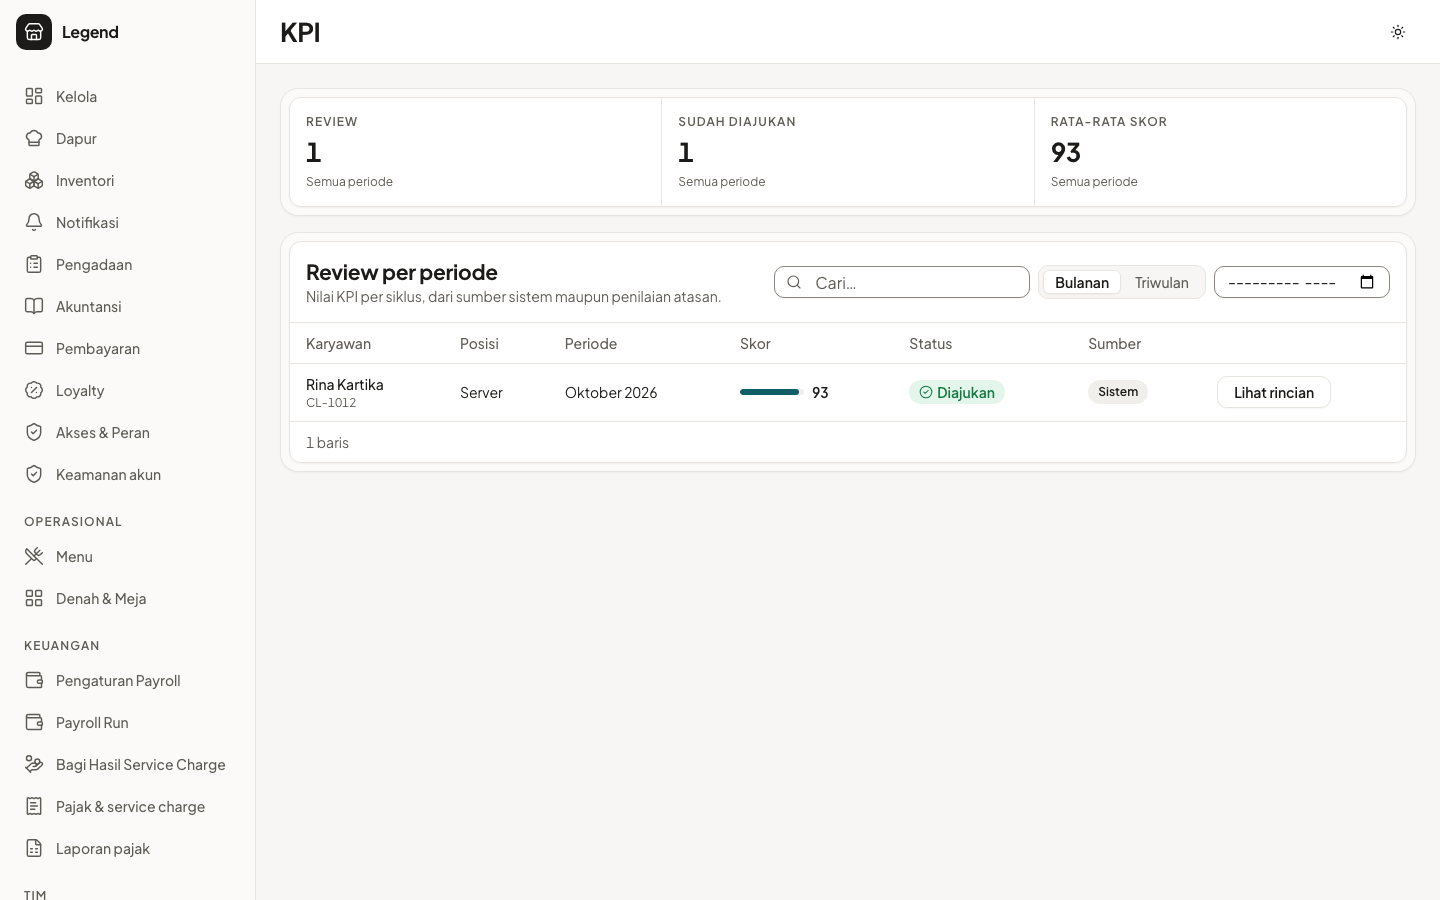 Legend
Kelola
Dapur
Inventori
Notifikasi
Pengadaan
Akuntansi
Pembayaran
Loyalty
Akses & Peran
Keamanan akun
OPERASIONAL
Menu
Denah & Meja
KEUANGAN
Pengaturan Payroll
Payroll Run
Bagi Hasil Service Charge
Pajak & service charge
Laporan pajak
TIM
KPI
REVIEW
1
Semua periode
SUDAH DIAJUKAN
1
Semua periode
RATA-RATA SKOR
93
Semua periode
Review per periode
Nilai KPI per siklus, dari sumber sistem maupun penilaian atasan.
Cari...
Bulanan Triwulan
--------- ----
Karyawan Posisi Periode Skor Status Sumber
Rina Kartika
CL-1012
Server Oktober 2026 93 Diajukan Sistem Lihat rincian
1 baris